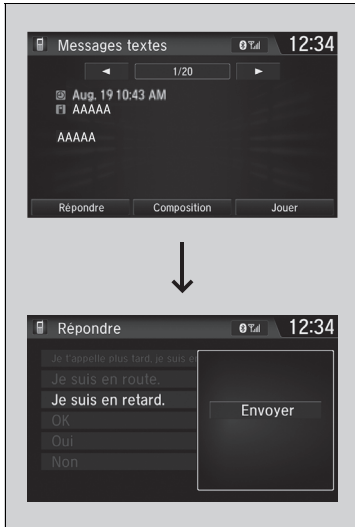 Messages textes 12:34
1/20
Aug. 19 10:43 AM
AAAAA
AAAAA
Répondre Composition Jouer
Répondre 12:34
Je t'appelle plus tard, je suis en
Je suis en route.
Je suis en retard.
Envoyer
OK
Oui
Non